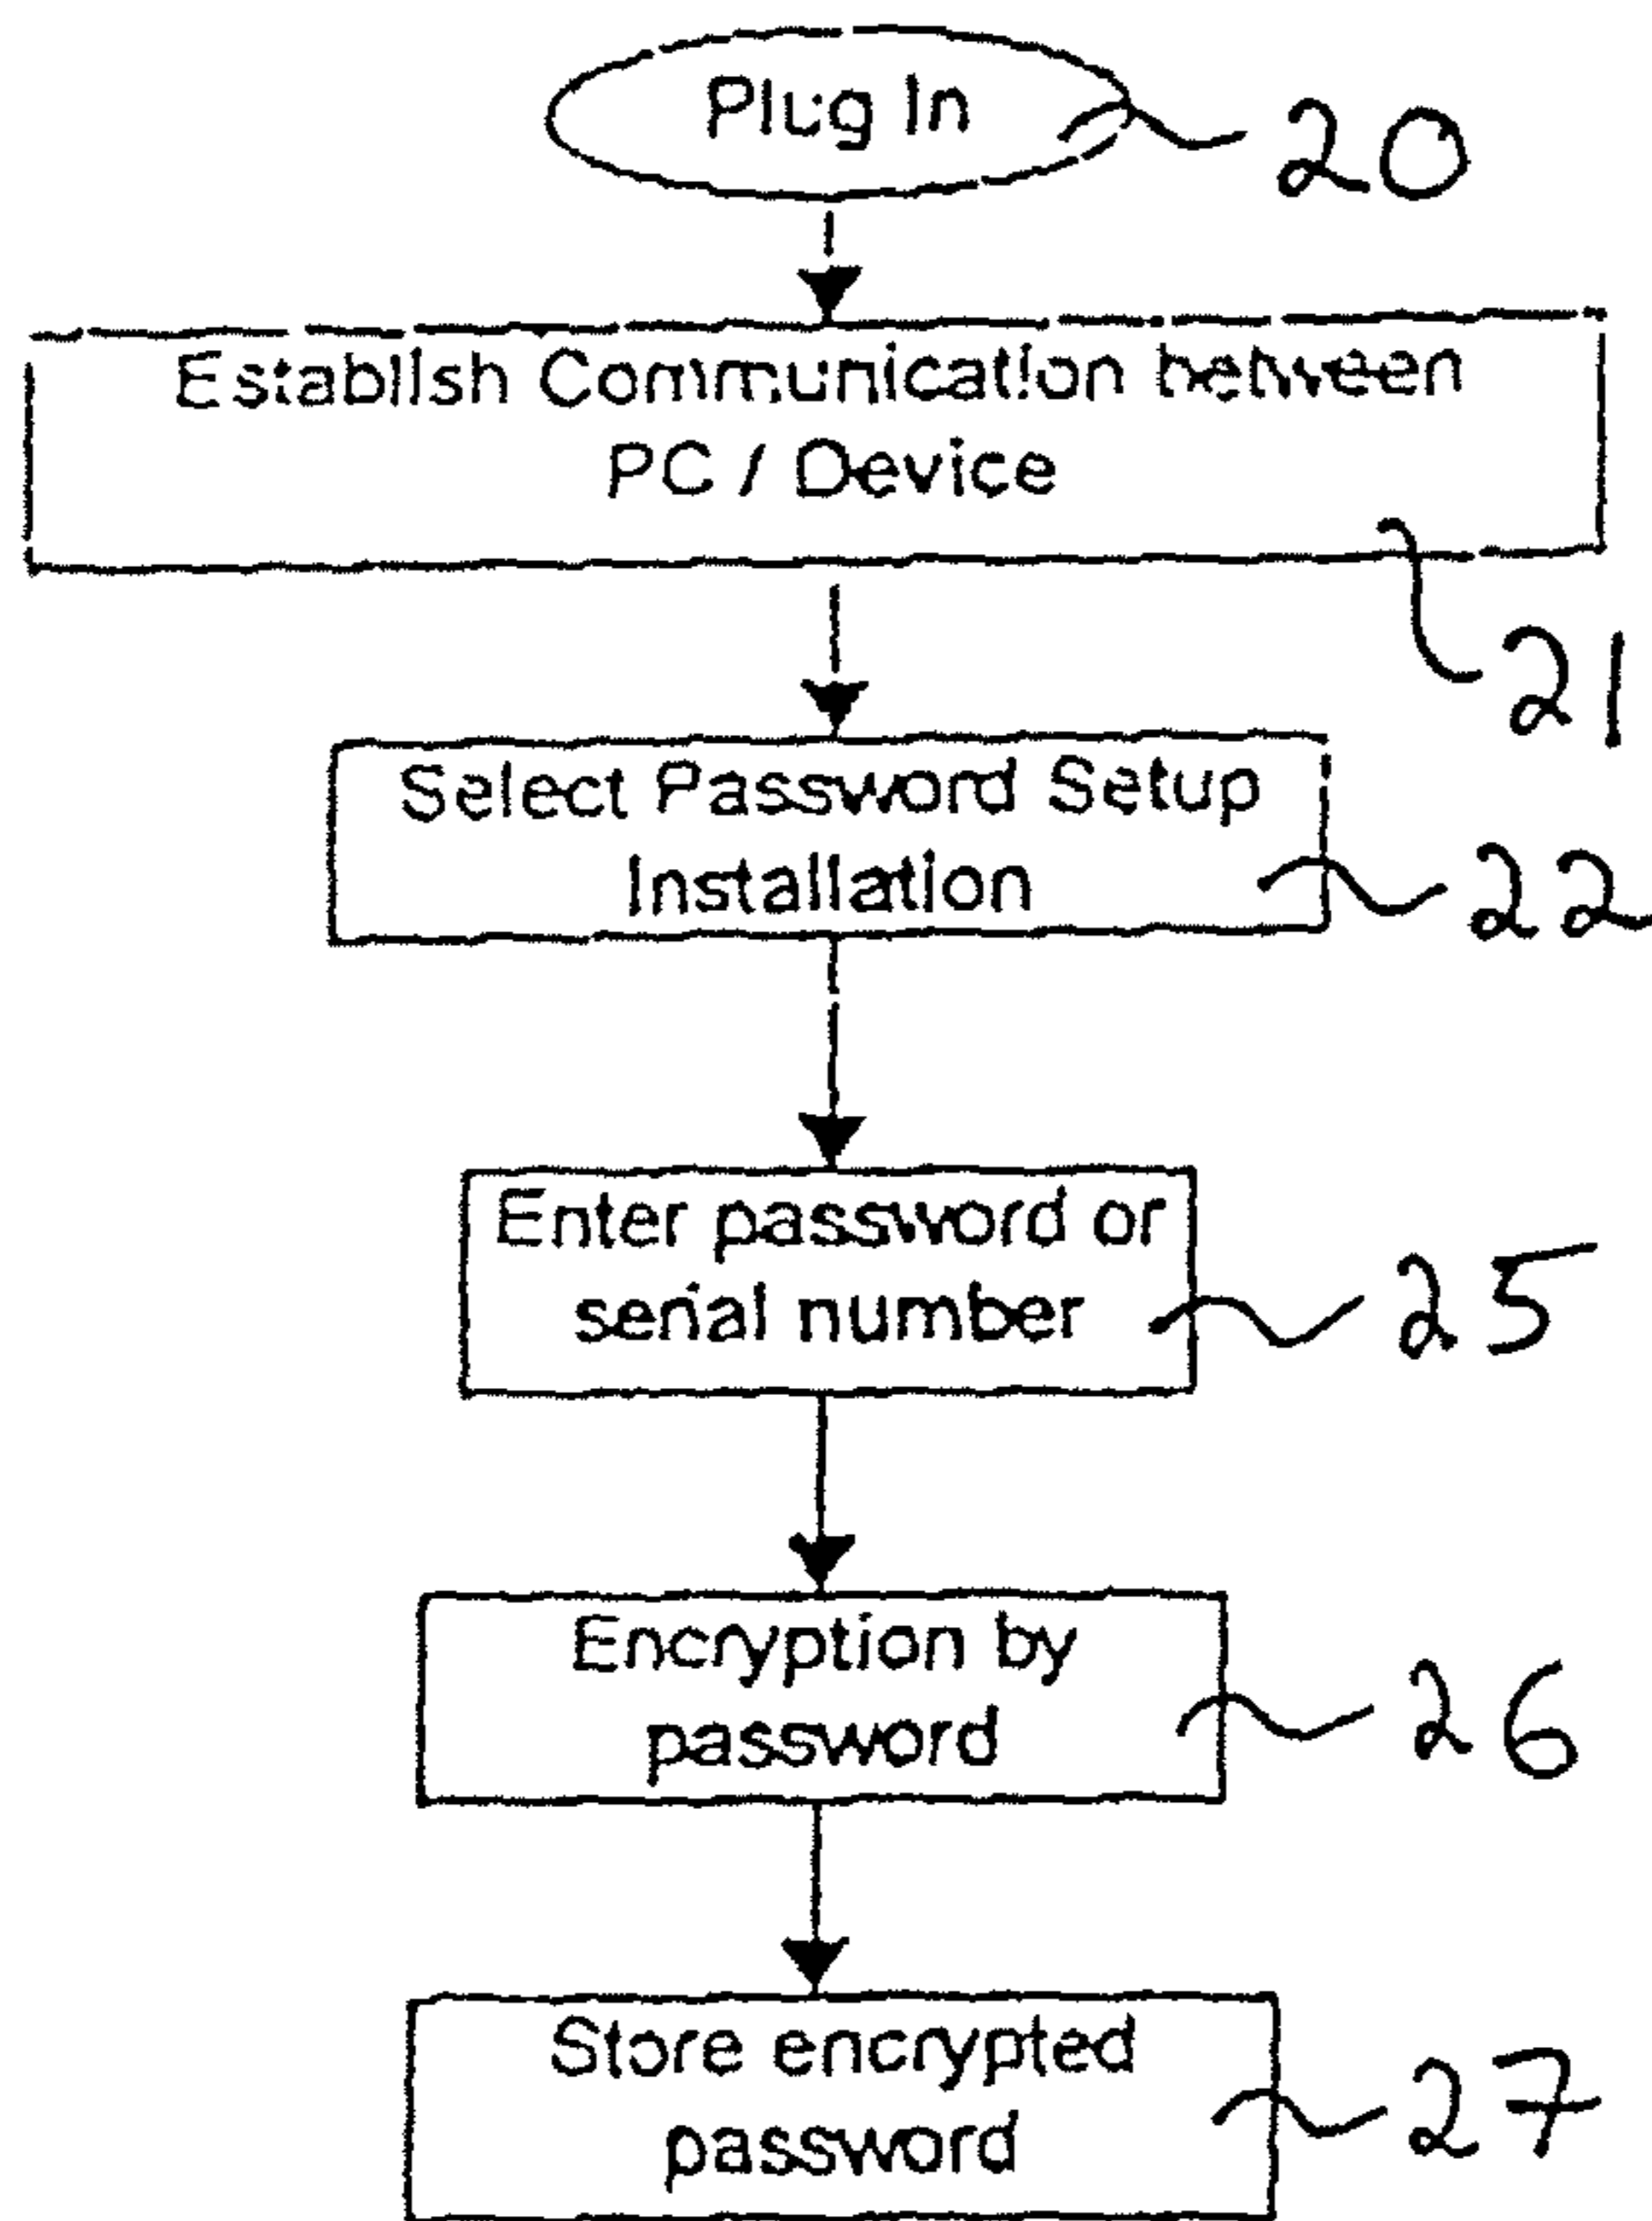 Plug In
20
Establish Communication between
PC / Device
21
Select Password Setup
Installation
22
Enter password or
serial number
25
Encryption by
password
26
Store encrypted
password
27